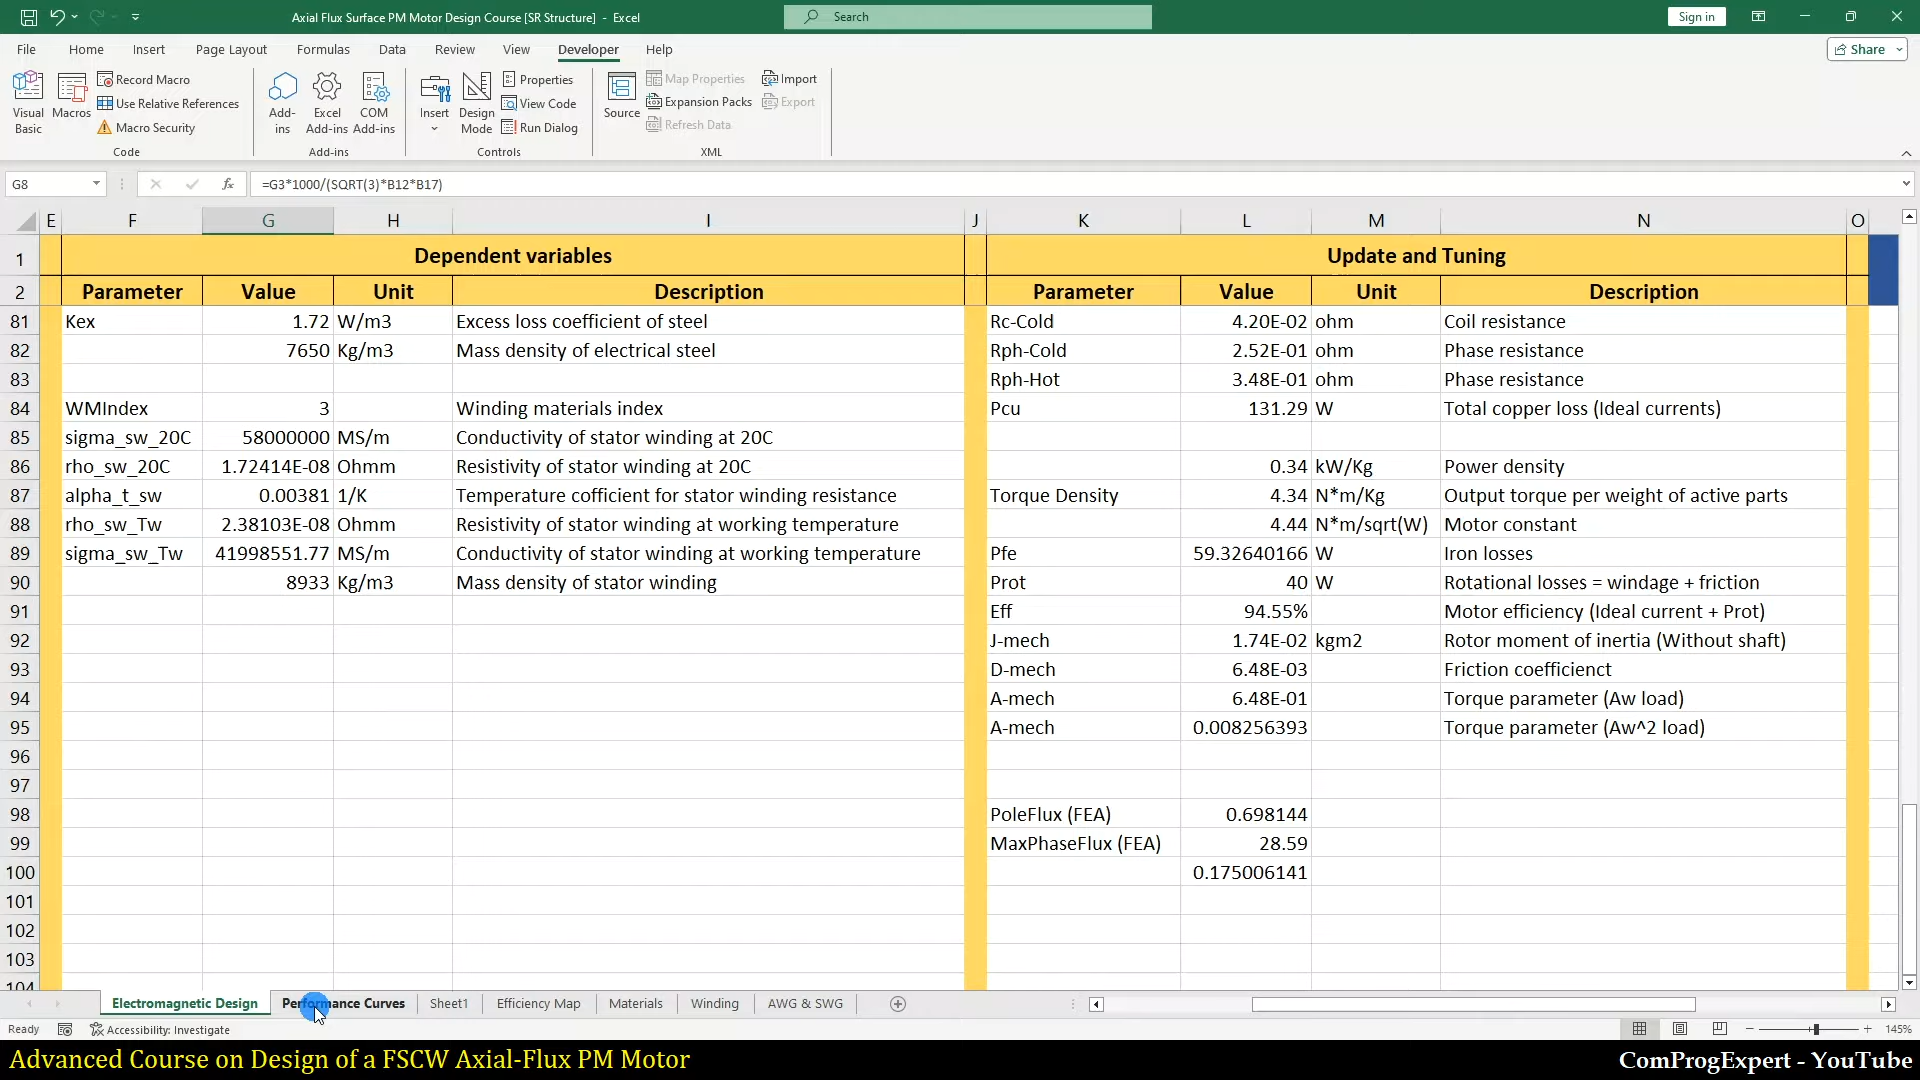 Axial Flux Surface PM Motor Design Course [SR Structure] - Excel
Search
Sign in
File Home Insert Page Layout Formulas Data Review View Developer Help
Share
Visual Basic
Macros
Record Macro
Use Relative References
Macro Security
Code
Add-ins
Excel Add-ins
COM Add-ins
Add-ins
Insert
Design Mode
Properties
View Code
Run Dialog
Controls
Source
Map Properties
Expansion Packs
Refresh Data
Import
Export
XML
G8
fx
=G3*1000/(SQRT(3)*B12*B17)
E F G H I J K L M N O
1 Dependent variables Update and Tuning
2 Parameter Value Unit Description Parameter Value Unit Description
81 Kex 1.72 W/m3 Excess loss coefficient of steel Rc-Cold 4.20E-02 ohm Coil resistance
82 7650 Kg/m3 Mass density of electrical steel Rph-Cold 2.52E-01 ohm Phase resistance
83 Rph-Hot 3.48E-01 ohm Phase resistance
84 WMIndex 3 Winding materials index Pcu 131.29 W Total copper loss (Ideal currents)
85 sigma_sw_20C 58000000 MS/m Conductivity of stator winding at 20C
86 rho_sw_20C 1.72414E-08 Ohmm Resistivity of stator winding at 20C 0.34 kW/Kg Power density
87 alpha_t_sw 0.00381 1/K Temperature cofficient for stator winding resistance Torque Density 4.34 N*m/Kg Output torque per weight of active parts
88 rho_sw_Tw 2.38103E-08 Ohmm Resistivity of stator winding at working temperature 4.44 N*m/sqrt(W) Motor constant
89 sigma_sw_Tw 41998551.77 MS/m Conductivity of stator winding at working temperature Pfe 59.32640166 W Iron losses
90 8933 Kg/m3 Mass density of stator winding Prot 40 W Rotational losses = windage + friction
91 Eff 94.55% Motor efficiency (Ideal current + Prot)
92 J-mech 1.74E-02 kgm2 Rotor moment of inertia (Without shaft)
93 D-mech 6.48E-03 Friction coefficienct
94 A-mech 6.48E-01 Torque parameter (Aw load)
95 A-mech 0.008256393 Torque parameter (Aw^2 load)
96
97
98 PoleFlux (FEA) 0.698144
99 MaxPhaseFlux (FEA) 28.59
100 0.175006141
101
102
103
104
Electromagnetic Design Performance Curves Sheet1 Efficiency Map Materials Winding AWG & SWG
Ready Accessibility: Investigate 145%
Advanced Course on Design of a FSCW Axial-Flux PM Motor ComProgExpert - YouTube